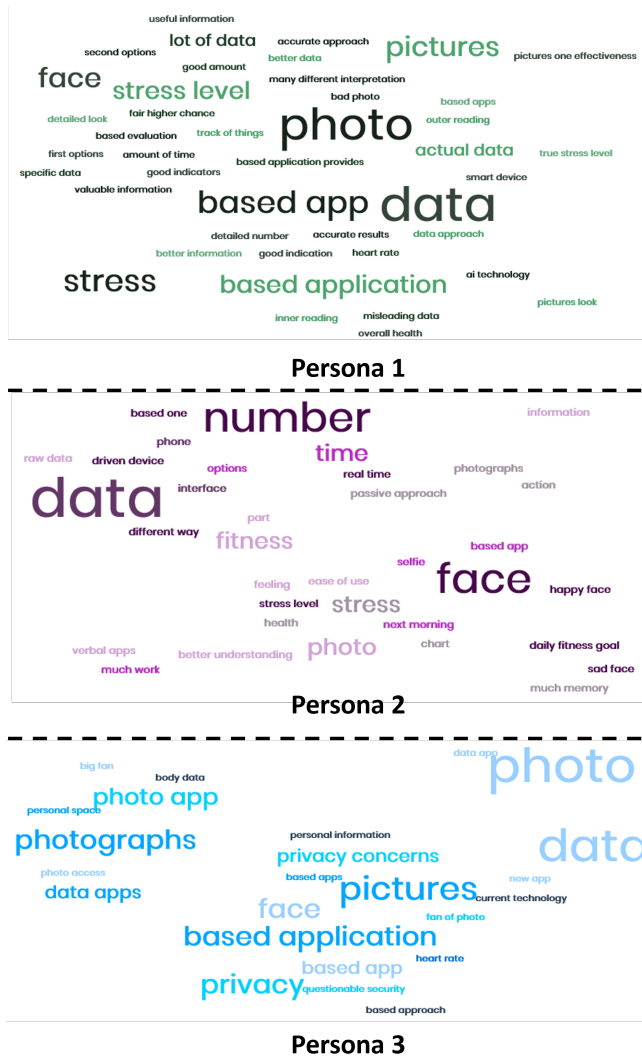 useful information
lot of data
accurate approach
pictures
second options
better data
pictures one effectiveness
good amount
face
many different interpretation
stress level
bad photo
based apps
detailed look
fair higher chance
photo
outer reading
based evaluation
track of things
actual data
first options
amount of time
based application provides
true stress level
specific data
good indicators
smart device
valuable information
based app
data
detailed number
accurate results
data approach
better information
good indication
heart rate
stress
based application
ai technology
pictures look
inner reading
misleading data
overall health
Persona 1
based one
number
information
phone
time
raw data
driven device
options
real time
photographs
data
interface
passive approach
action
different way
part
fitness
based app
selfie
face
feeling
ease of use
happy face
stress level
stress
health
next morning
verbal apps
better understanding
photo
chart
daily fitness goal
much work
sad face
much memory
Persona 2
data app
photo
big fan
body data
photo app
personal space
photographs
personal information
data
privacy concerns
photo access
based apps
new app
data apps
pictures
current technology
face
fan of photo
based application
heart rate
based app
privacy
questionable security
based approach
Persona 3